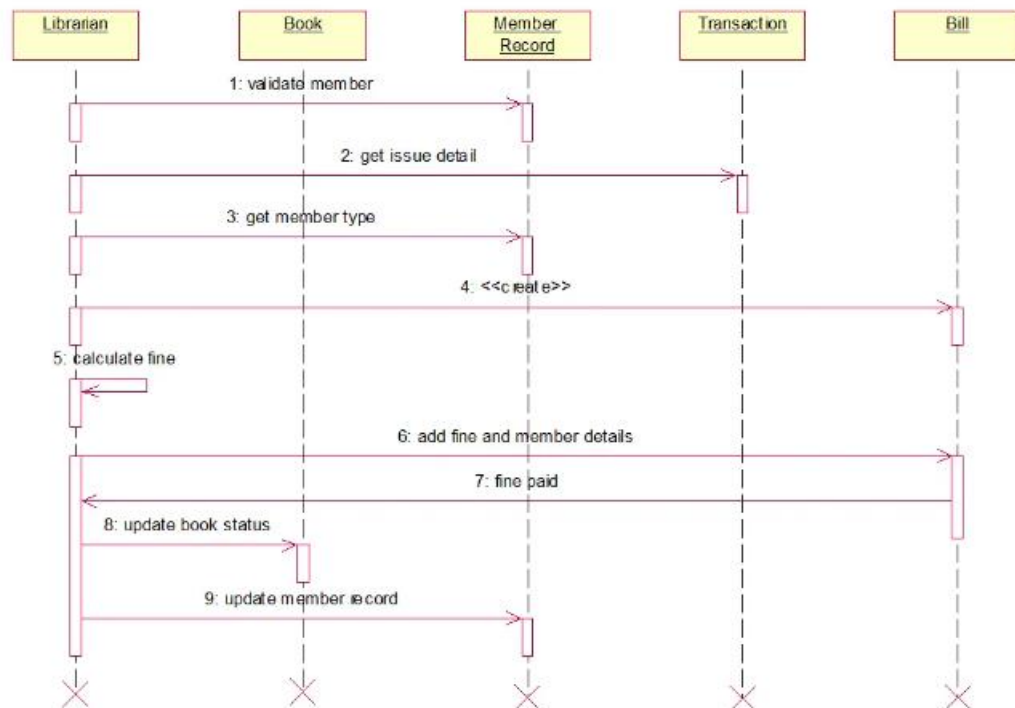 Librarian
Book
Member
Record
Transaction
Bill
1: validate member
2: get issue detail
3: get member type
4: <<create>>
5: calculate fine
6: add fine and member details
7: fine paid
8: update book status
9: update member record